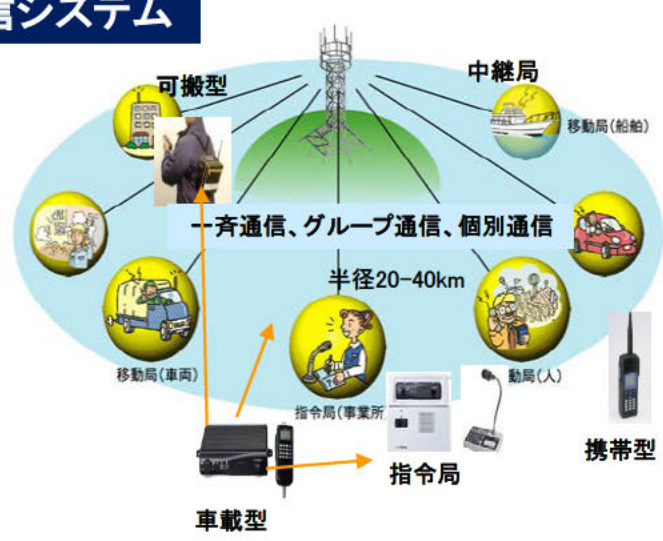 信システム
可搬型
中継局
移動局(船舶)
一斉通信、グループ通信、個別通信
半径20-40km
移動局(車両)
動局(人)
指令局(事業所
携帯型
指令局
車載型